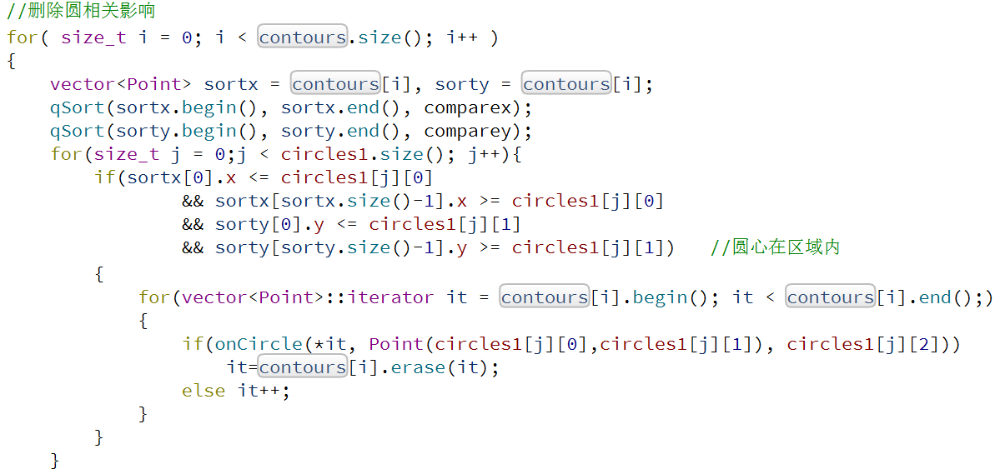 //删除圆相关影响
for( size_t i = 0; i < contours.size(); i++ )
{
    vector<Point> sortx = contours[i], sorty = contours[i];
    qSort(sortx.begin(), sortx.end(), comparex);
    qSort(sorty.begin(), sorty.end(), comparey);
    for(size_t j = 0;j < circles1.size(); j++){
        if(sortx[0].x <= circles1[j][0]
                && sortx[sortx.size()-1].x >= circles1[j][0]
                && sorty[0].y <= circles1[j][1]
                && sorty[sorty.size()-1].y >= circles1[j][1])   //圆心在区域内
        {
            for(vector<Point>::iterator it = contours[i].begin(); it < contours[i].end();)
            {
                if(onCircle(*it, Point(circles1[j][0],circles1[j][1]), circles1[j][2]))
                    it=contours[i].erase(it);
                else it++;
            }
        }
    }